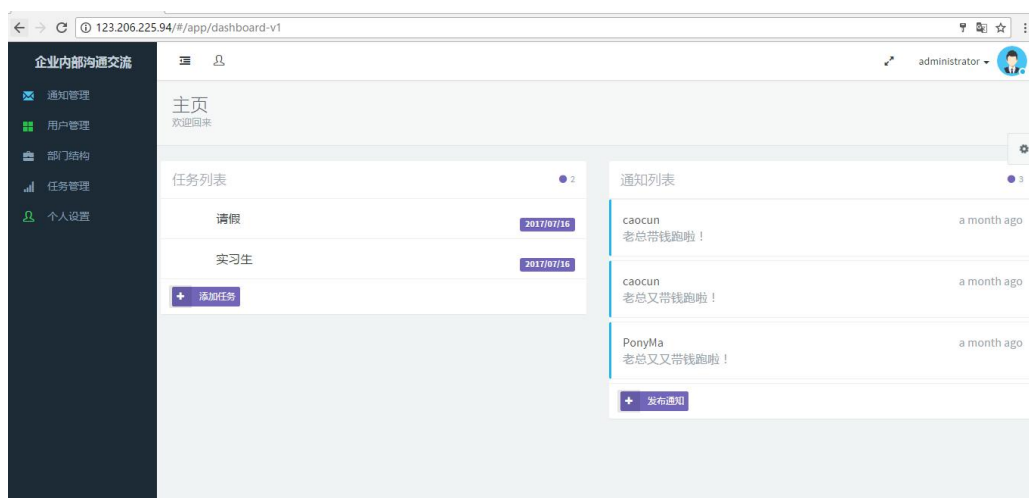 123.206.225.94/#/app/dashboard-v1
企业内部沟通交流
administrator
通知管理
用户管理
部门结构
任务管理
个人设置
主页
欢迎回来
任务列表
2
请假
2017/07/16
实习生
2017/07/16
添加任务
通知列表
3
caocun
a month ago
老总带钱跑啦！
caocun
a month ago
老总又带钱跑啦！
PonyMa
a month ago
老总又又带钱跑啦！
发布通知